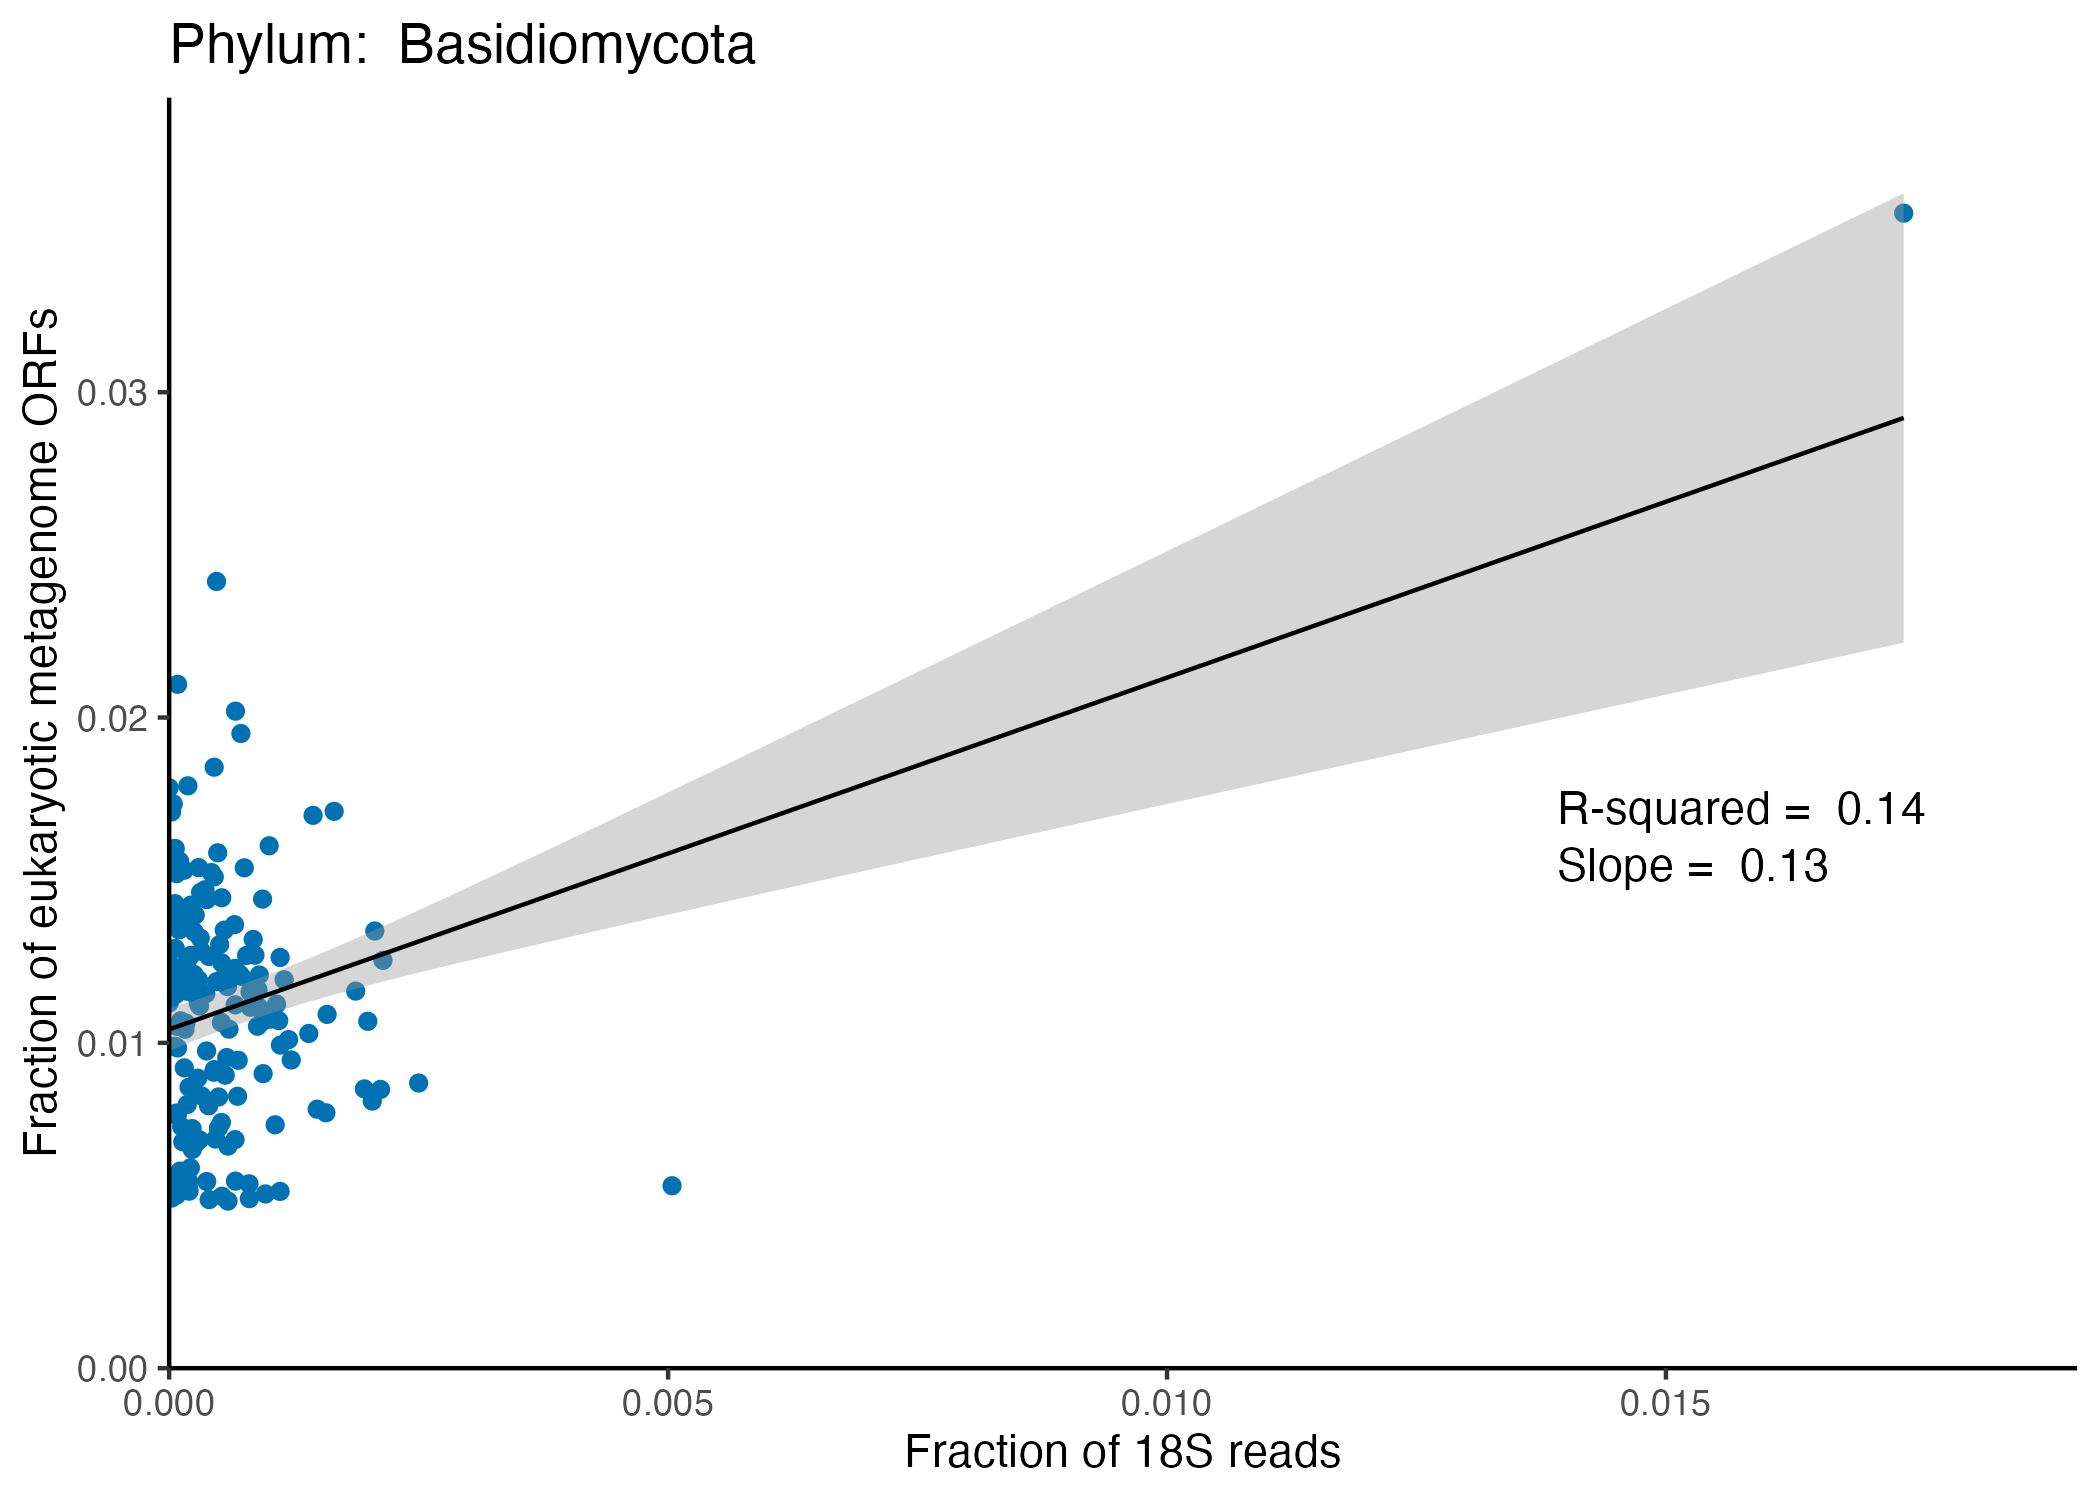 Phylum:  Basidiomycota
Fraction of eukaryotic metagenome ORFs
0.03
0.02
0.01
0.00
R-squared =  0.14
Slope =  0.13
0.000 0.005 0.010 0.015
Fraction of 18S reads